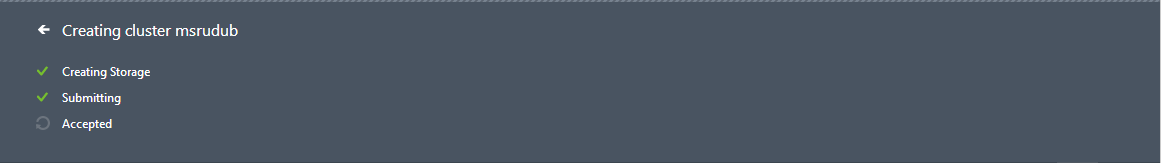 Creating cluster msrudub
Creating Storage
Submitting
Accepted